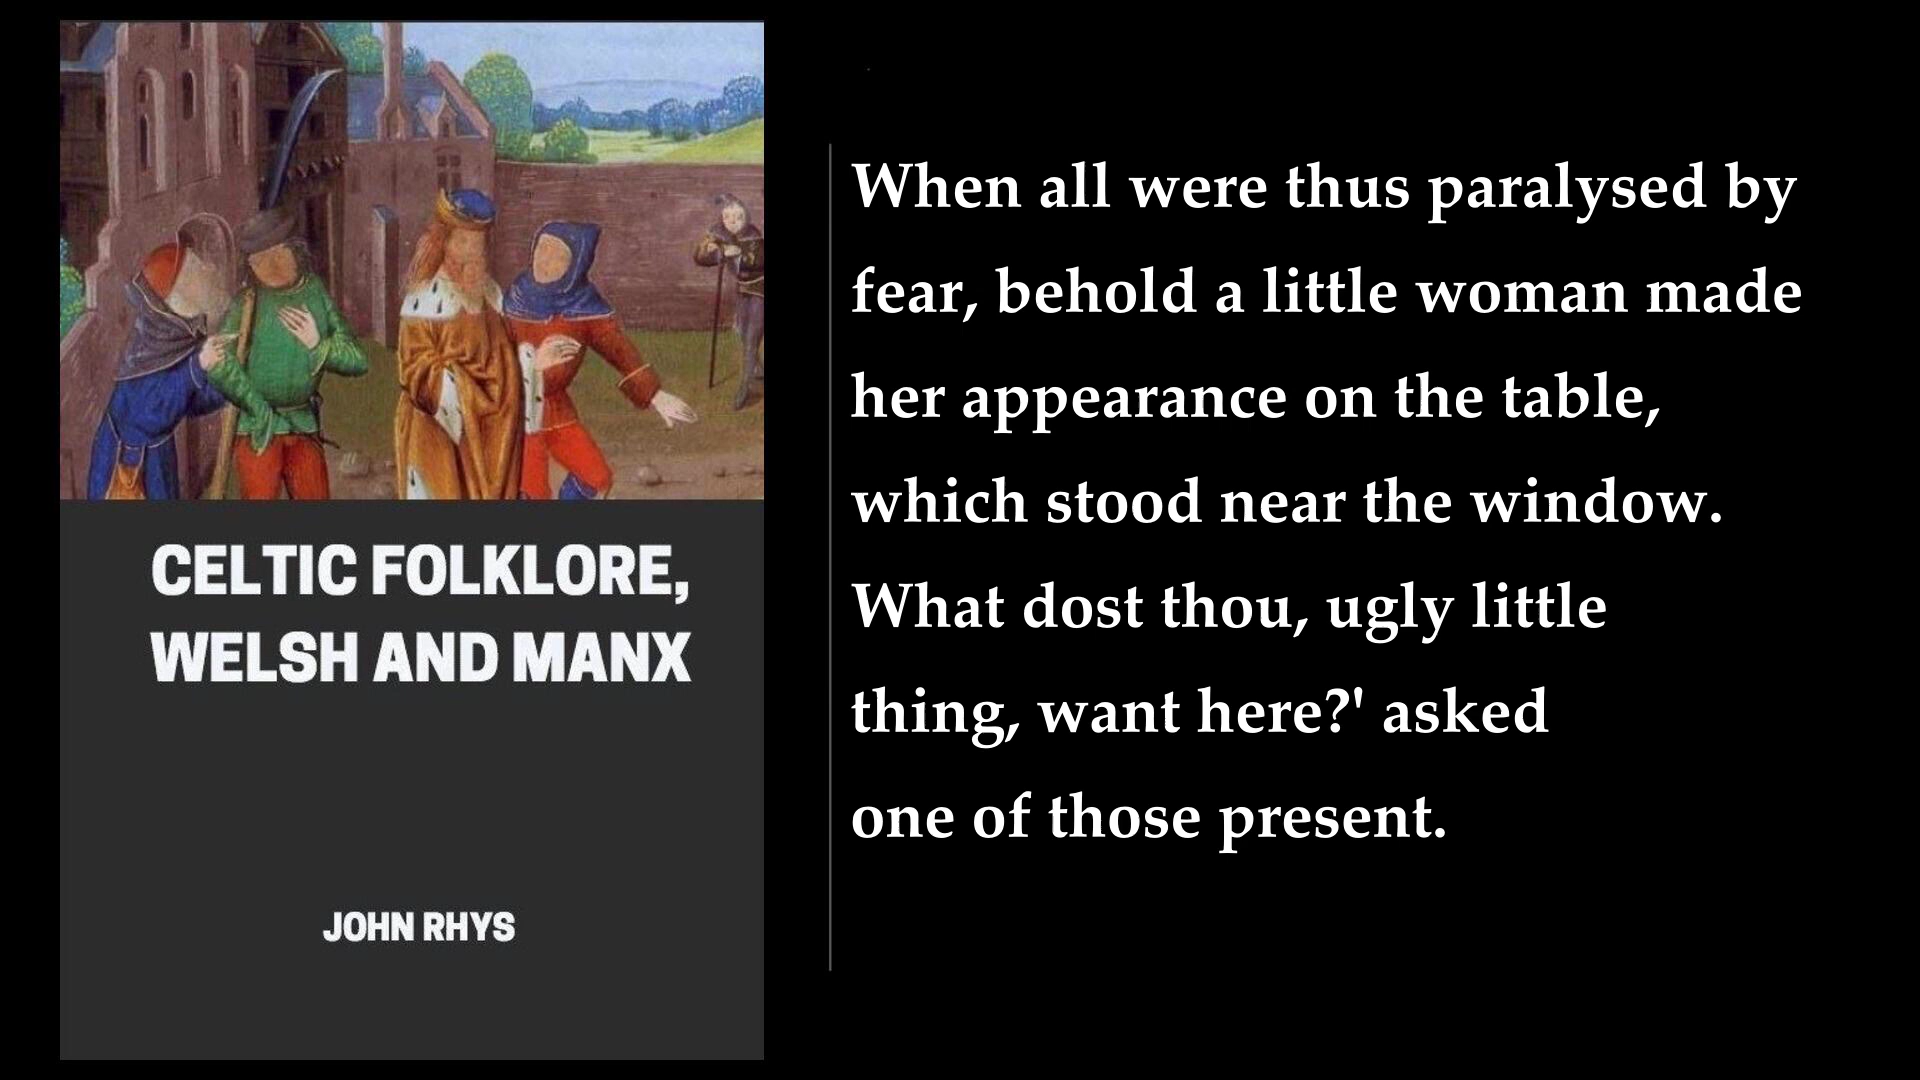 CELTIC FOLKLORE,
WELSH AND MANX
JOHN RHYS
When all were thus paralysed by
fear, behold a little woman made
her appearance on the table,
which stood near the window.
What dost thou, ugly little
thing, want here?' asked
one of those present.